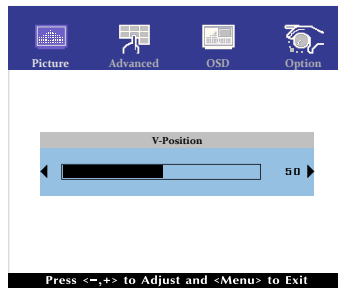 Picture Advanced OSD Option
V-Position
50
Press <–,+> to Adjust and <Menu> to Exit